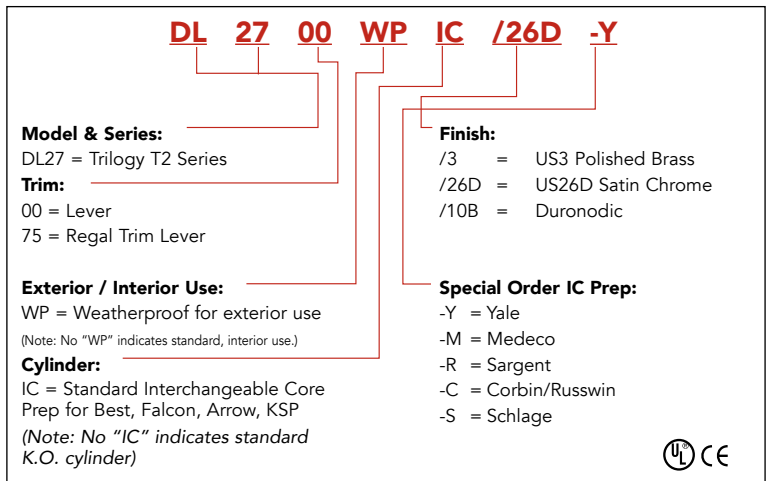 DL 27 00 WP IC /26D -Y
Model & Series:
DL27 = Trilogy T2 Series
Trim:
00 = Lever
75 = Regal Trim Lever
Exterior / Interior Use:
WP = Weatherproof for exterior use
(Note: No "WP" indicates standard, interior use.)
Cylinder:
IC = Standard Interchangeable Core
Prep for Best, Falcon, Arrow, KSP
(Note: No "IC" indicates standard
K.O. cylinder)
Finish:
/3 = US3 Polished Brass
/26D = US26D Satin Chrome
/10B = Duronodic
Special Order IC Prep:
-Y = Yale
-M = Medeco
-R = Sargent
-C = Corbin/Russwin
-S = Schlage
UL CE